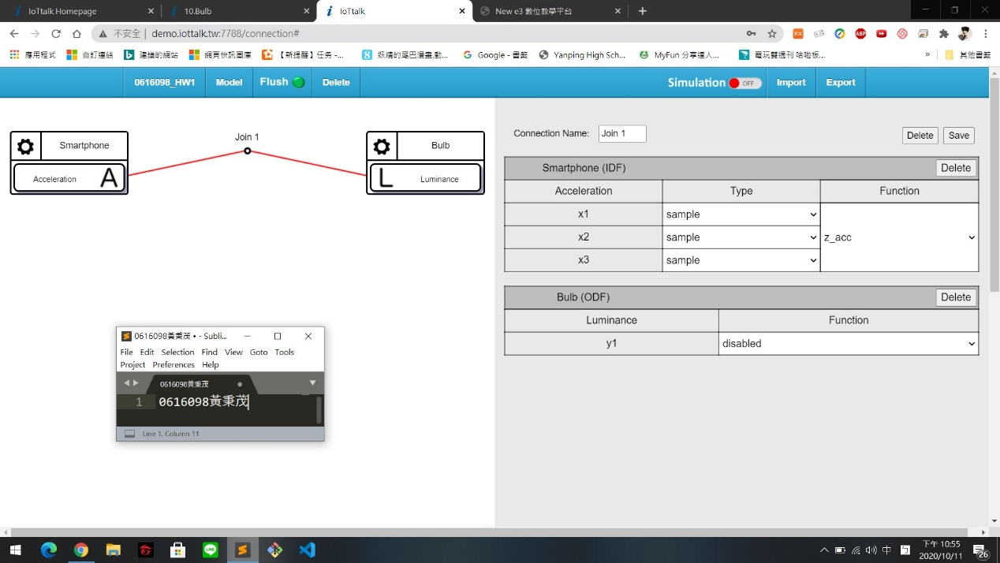 IoTtalk Homepage
10.Bulb
IoTtalk
New e3 數位教學平台
不安全 | demo.iottalk.tw:7788/connection#
應用程式
自訂連結
建議的網站
網頁快訊圖庫
【新提醒】任務 -...
妖精的尾巴漫畫,動...
Google - 書籤
Yanping High Sch...
MyFun 分享達人...
電玩雙週刊 哈啦板...
»
其他書籤
0616098_HW1
Model
Flush
Delete
Simulation OFF
Import
Export
Smartphone
Acceleration A
Join 1
Bulb
L Luminance
Connection Name: Join 1
Delete Save
Smartphone (IDF) Delete
Acceleration Type Function
x1 sample
x2 sample z_acc
x3 sample
Bulb (ODF) Delete
Luminance Function
y1 disabled
0616098黃秉茂 • - Subli...
File Edit Selection Find View Goto Tools
Project Preferences Help
0616098黃秉茂
1 0616098黃秉茂
Line 1, Column 11
中
下午 10:55
2020/10/11
26